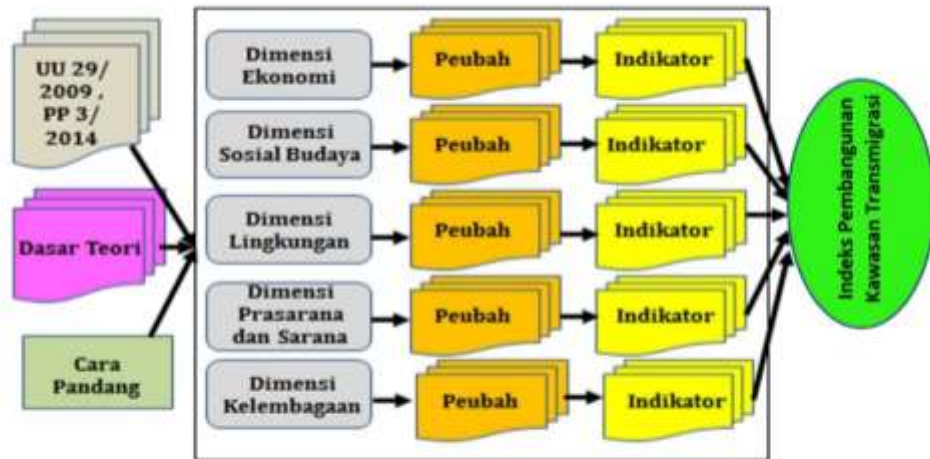 UU 29/
2009 ,
PP 3/
2014
Dasar Teori
Cara
Pandang
Dimensi
Ekonomi
Peubah
Indikator
Dimensi
Sosial Budaya
Peubah
Indikator
Dimensi
Lingkungan
Peubah
Indikator
Dimensi
Prasarana
dan Sarana
Peubah
Indikator
Dimensi
Kelembagaan
Peubah
Indikator
Indeks Pembangunan
Kawasan Transmigrasi